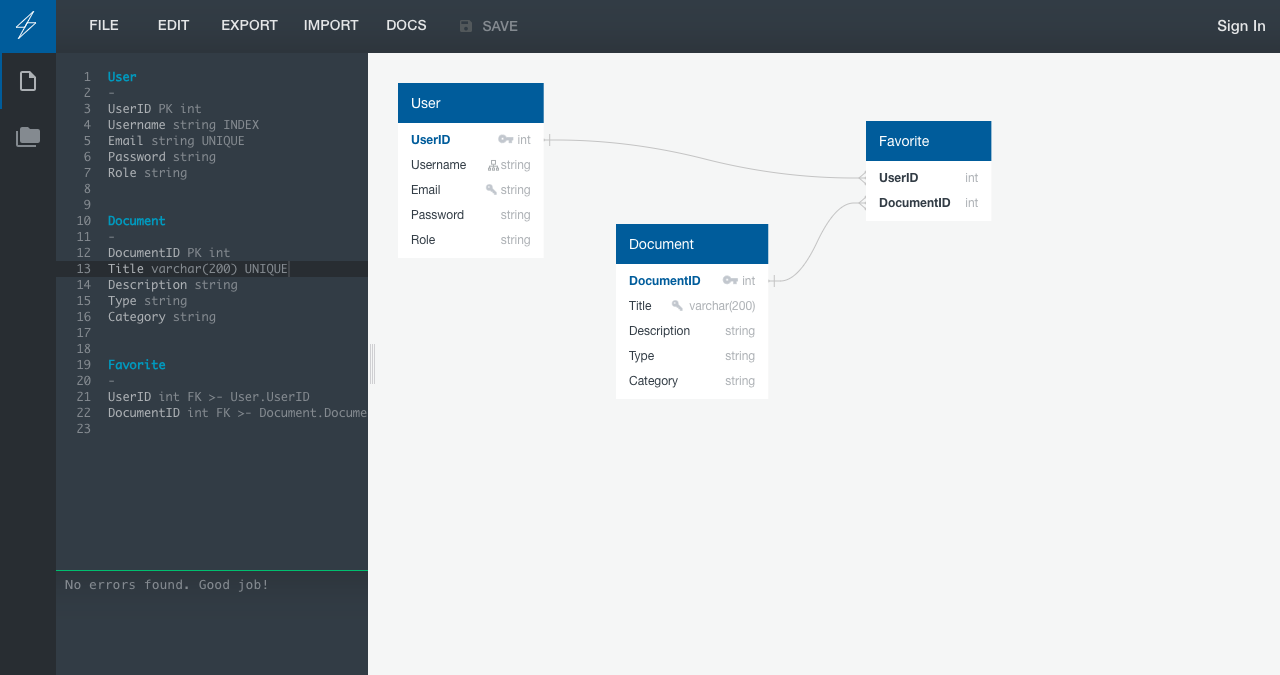 FILE EDIT EXPORT IMPORT DOCS SAVE Sign In
1 User
2 -
3 UserID PK int
4 Username string INDEX
5 Email string UNIQUE
6 Password string
7 Role string
8
9
10 Document
11 -
12 DocumentID PK int
13 Title varchar(200) UNIQUE
14 Description string
15 Type string
16 Category string
17
18
19 Favorite
20 -
21 UserID int FK >- User.UserID
22 DocumentID int FK >- Document.Docume
23
No errors found. Good job!
User
UserID int
Username string
Email string
Password string
Role string
Document
DocumentID int
Title varchar(200)
Description string
Type string
Category string
Favorite
UserID int
DocumentID int